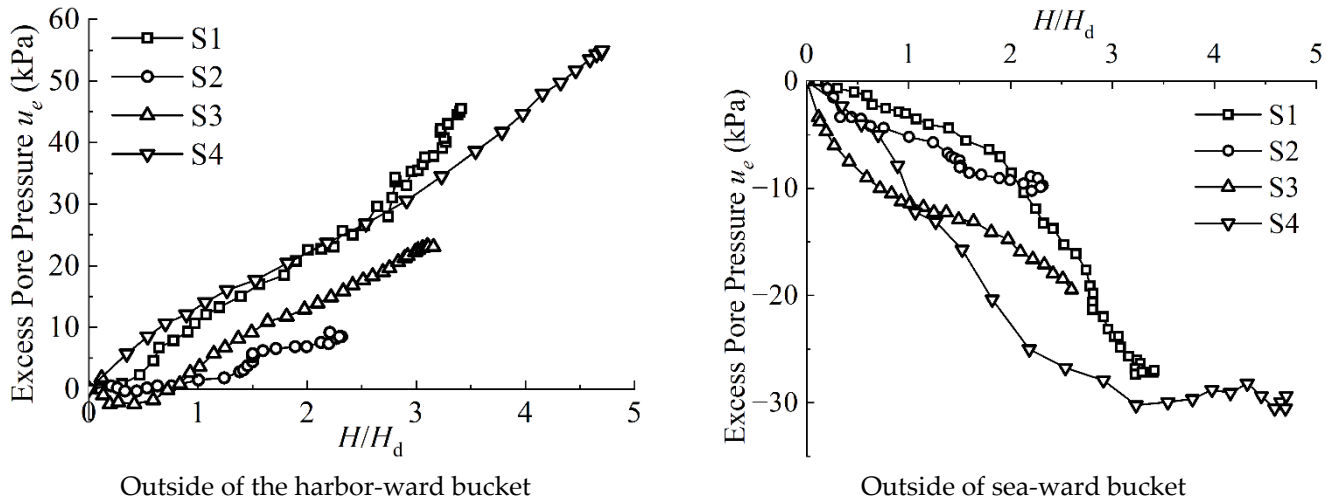 Excess Pore Pressure u_e (kPa)
60
50
40
30
20
10
0
S1
S2
S3
S4
0 1 2 3 4 5
H/H_d
Outside of the harbor-ward bucket
H/H_d
0 1 2 3 4 5
Excess Pore Pressure u_e (kPa)
0
−10
−20
−30
S1
S2
S3
S4
Outside of sea-ward bucket